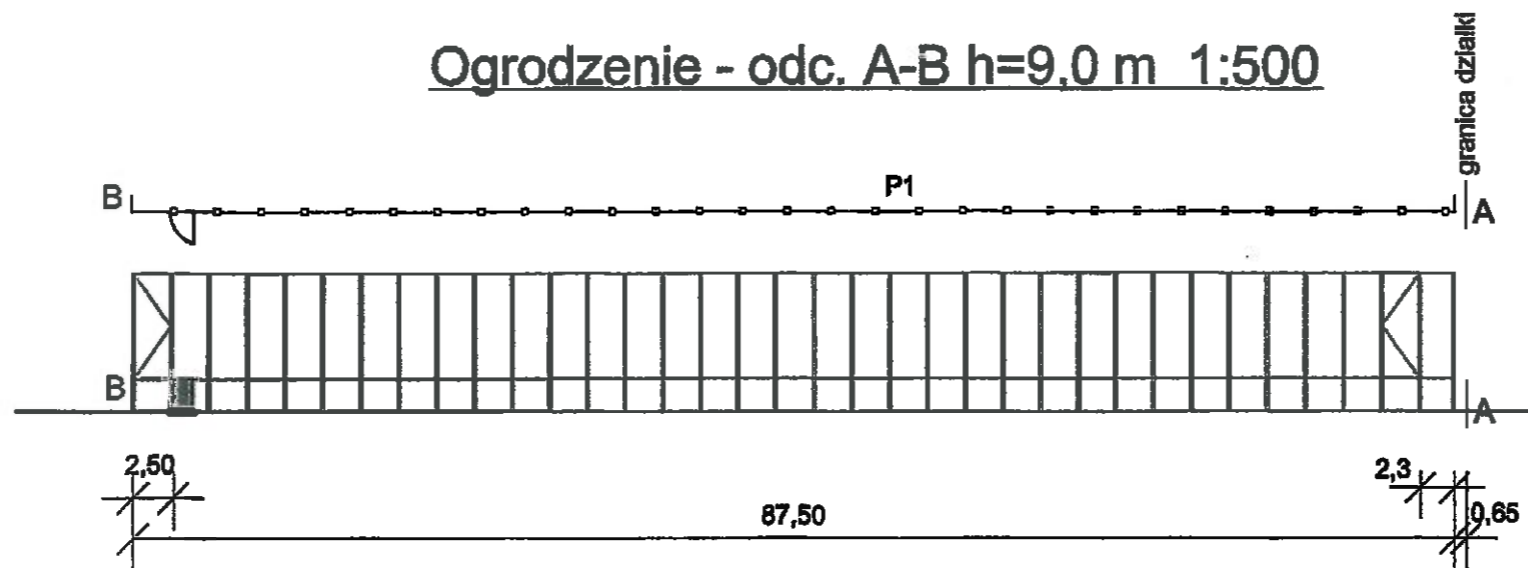 Ogrodzenie - odc. A-B h=9,0 m 1:500
granica działki
B
P1
A
B
A
2,50
2,3
87,50
0,65